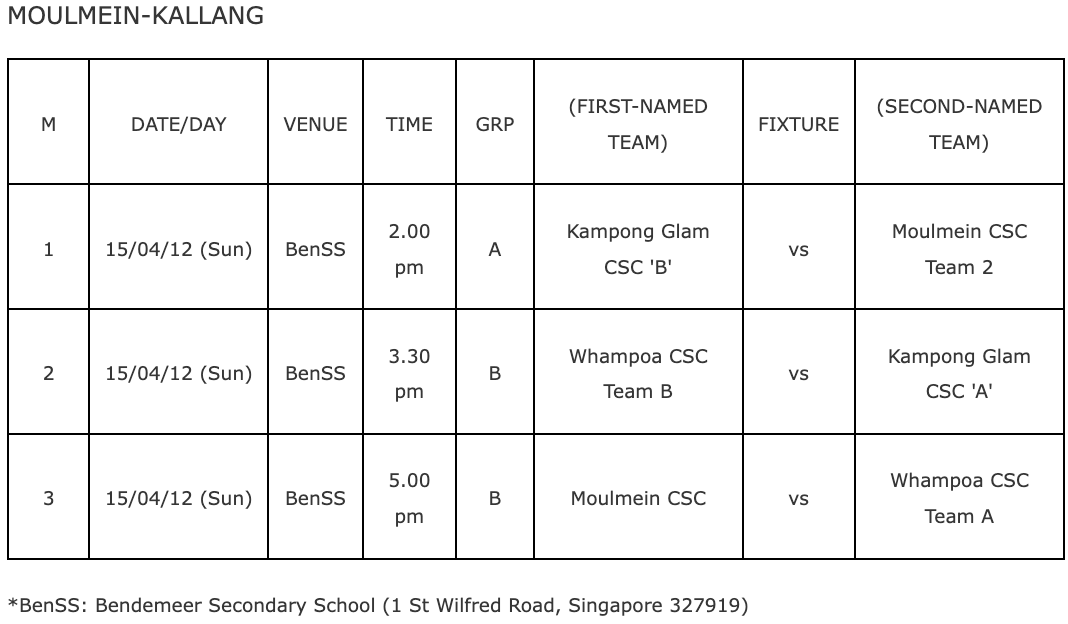 MOULMEIN-KALLANG
M DATE/DAY VENUE TIME GRP (FIRST-NAMED TEAM) FIXTURE (SECOND-NAMED TEAM)
1 15/04/12 (Sun) BenSS 2.00 pm A Kampong Glam CSC 'B' vs Moulmein CSC Team 2
2 15/04/12 (Sun) BenSS 3.30 pm B Whampoa CSC Team B vs Kampong Glam CSC 'A'
3 15/04/12 (Sun) BenSS 5.00 pm B Moulmein CSC vs Whampoa CSC Team A
*BenSS: Bendemeer Secondary School (1 St Wilfred Road, Singapore 327919)